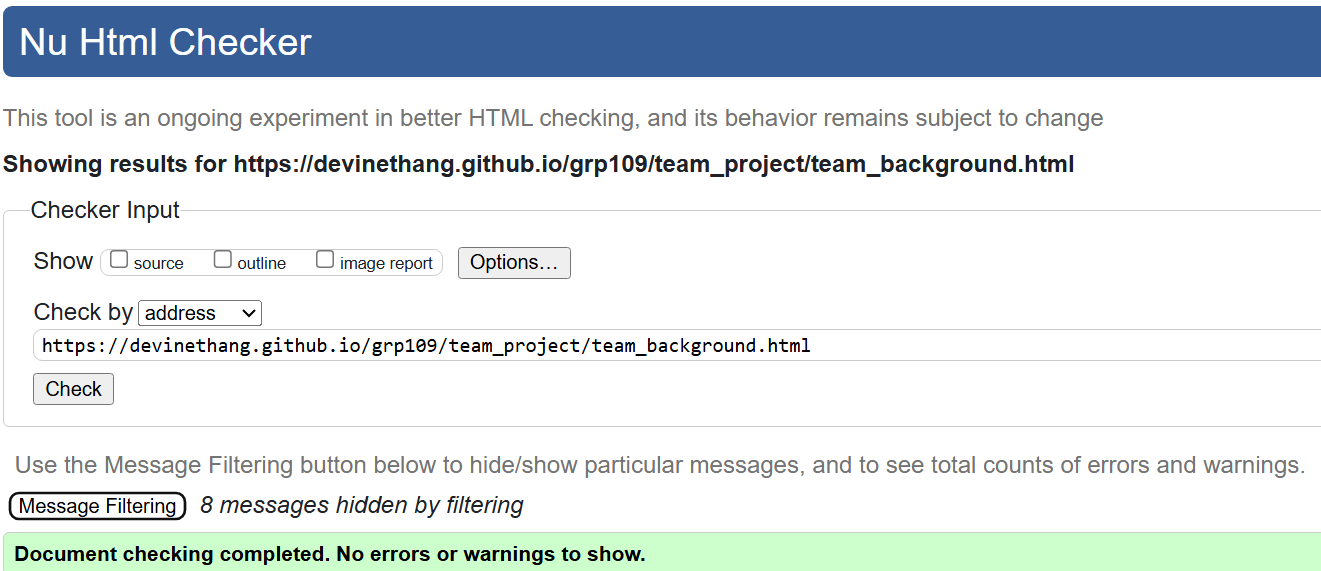 Nu Html Checker
This tool is an ongoing experiment in better HTML checking, and its behavior remains subject to change
Showing results for https://devinethang.github.io/grp109/team_project/team_background.html
Checker Input
Show source outline image report Options...
Check by address
https://devinethang.github.io/grp109/team_project/team_background.html
Check
Use the Message Filtering button below to hide/show particular messages, and to see total counts of errors and warnings.
Message Filtering 8 messages hidden by filtering
Document checking completed. No errors or warnings to show.